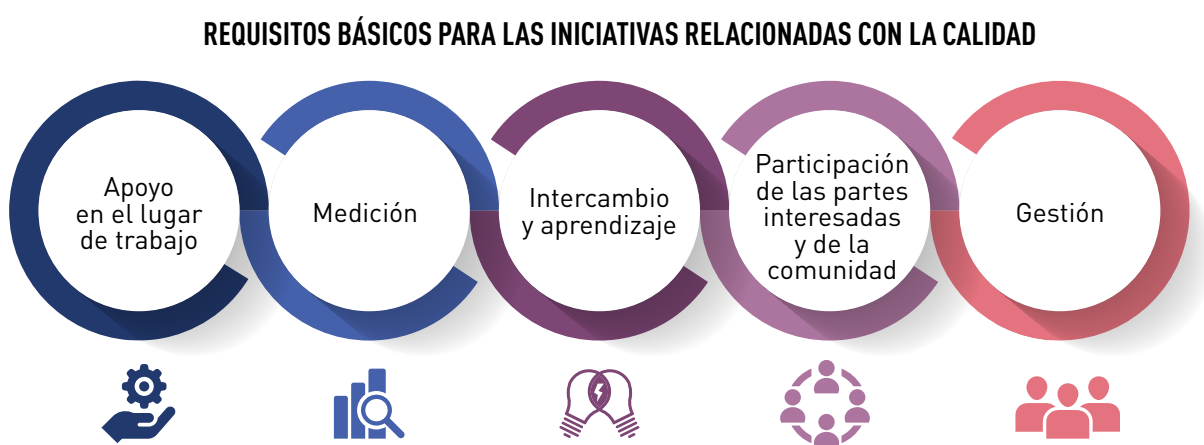 REQUISITOS BÁSICOS PARA LAS INICIATIVAS RELACIONADAS CON LA CALIDAD
Apoyo
en el lugar
de trabajo
Medición
Intercambio
y aprendizaje
Participación
de las partes
interesadas
y de la
comunidad
Gestión